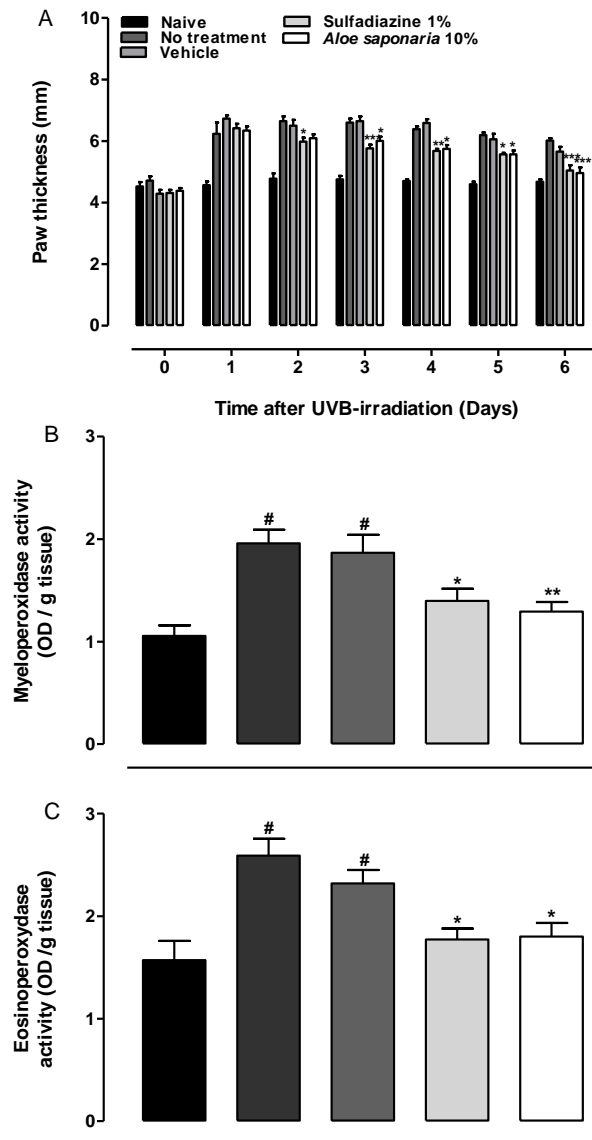 A
Naive
No treatment
Vehicle
Sulfadiazine 1%
Aloe saponaria 10%
Paw thickness (mm)
10
8
6
4
2
0
* *** * ** * * * *** ***
0 1 2 3 4 5 6
Time after UVB-irradiation (Days)
B
Myeloperoxidase activity
(OD / g tissue)
3
2
1
0
# # * **
C
Eosinoperoxydase
activity (OD /g tissue)
3
2
1
0
# # * *